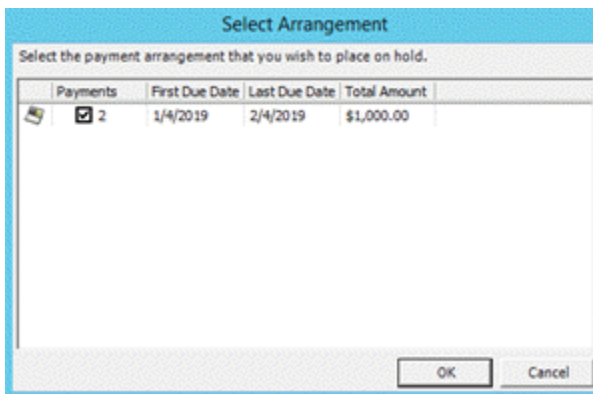 Select Arrangement
Select the payment arrangement that you wish to place on hold.
Payments First Due Date Last Due Date Total Amount
2 1/4/2019 2/4/2019 $1,000.00
OK Cancel